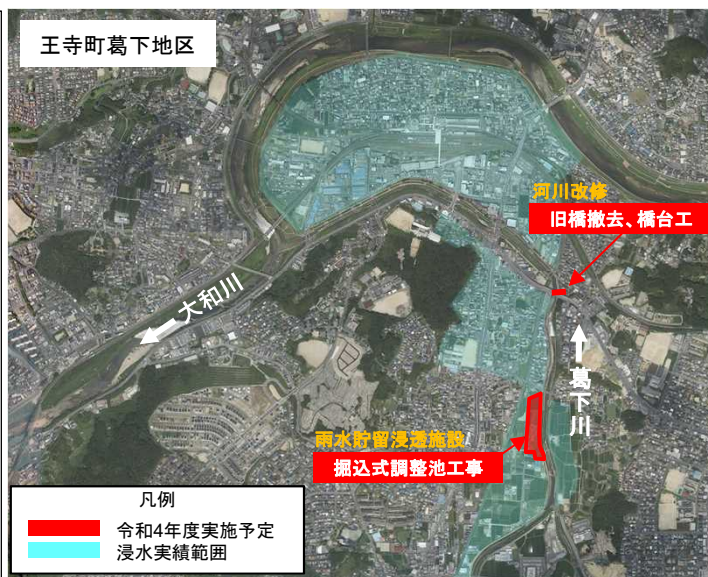 王寺町葛下地区
河川改修
旧橋撤去、橋台工
大和川
葛下川
雨水貯留浸透施設
掘込式調整池工事
凡例
令和4年度実施予定
浸水実績範囲